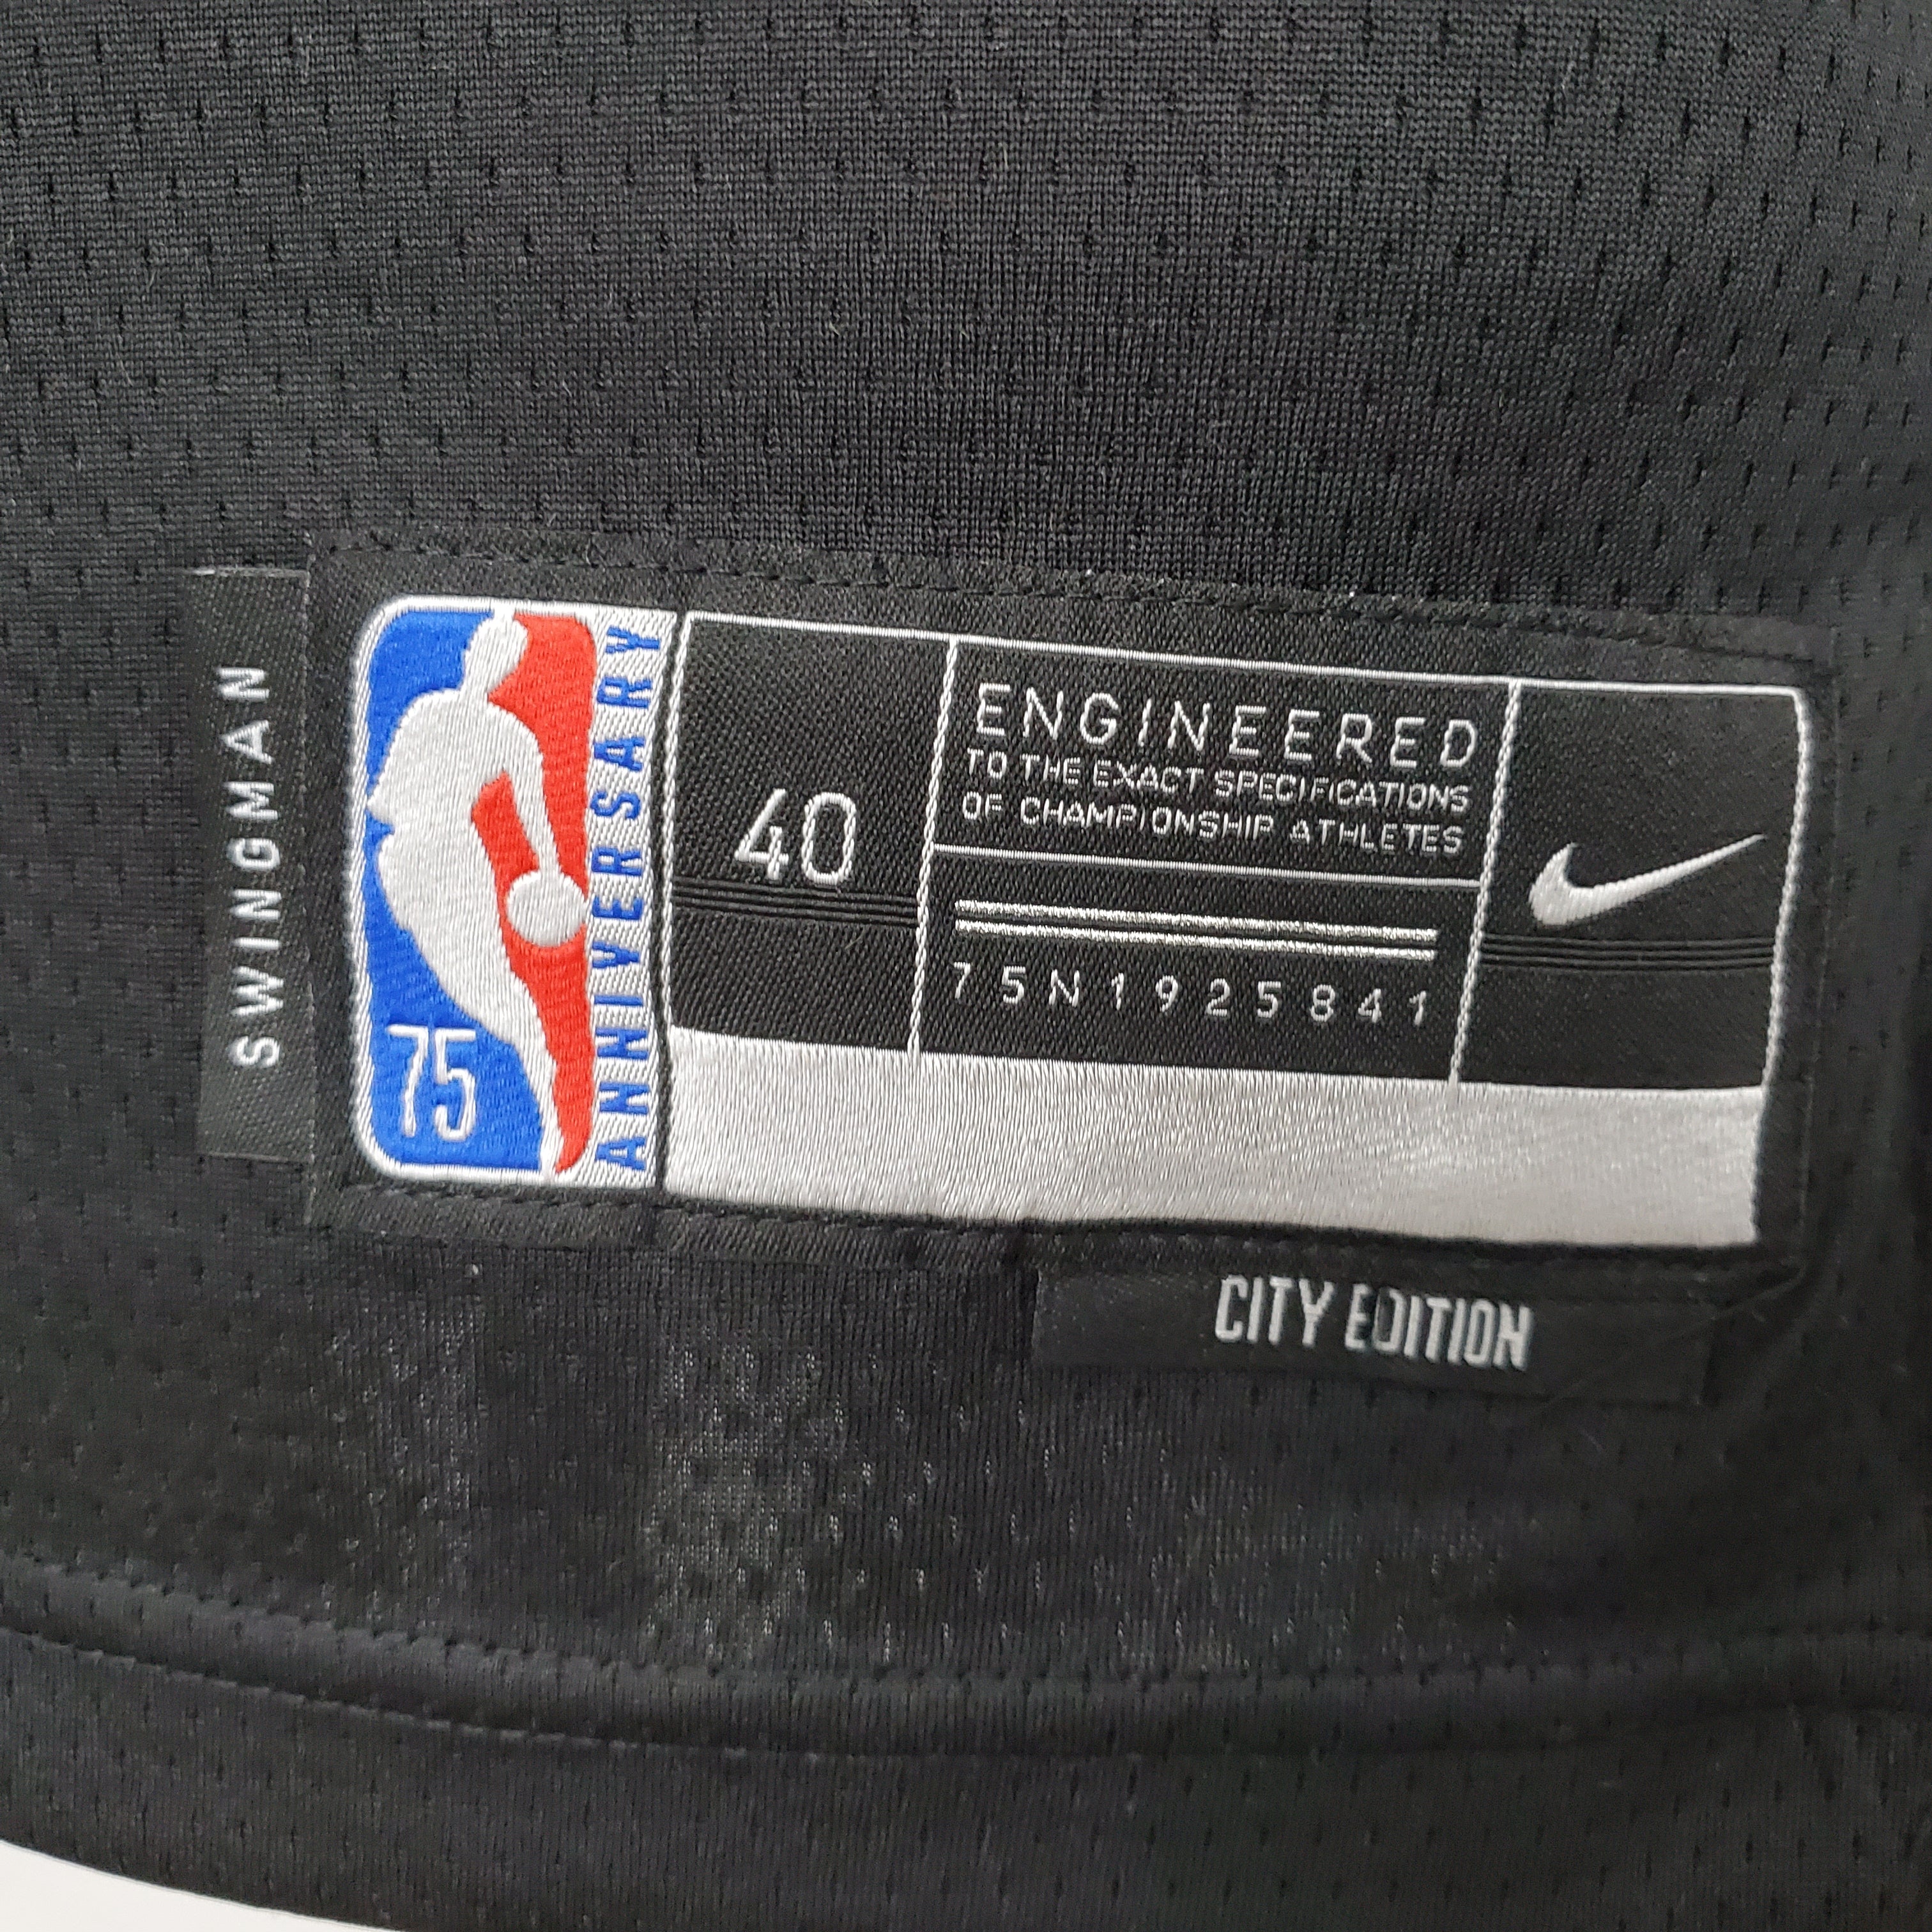 SWINGMAN
75
ANNIVERSARY
40
ENGINEERED
TO THE EXACT SPECIFICATIONS
OF CHAMPIONSHIP ATHLETES
75N1925841
CITY EDITION